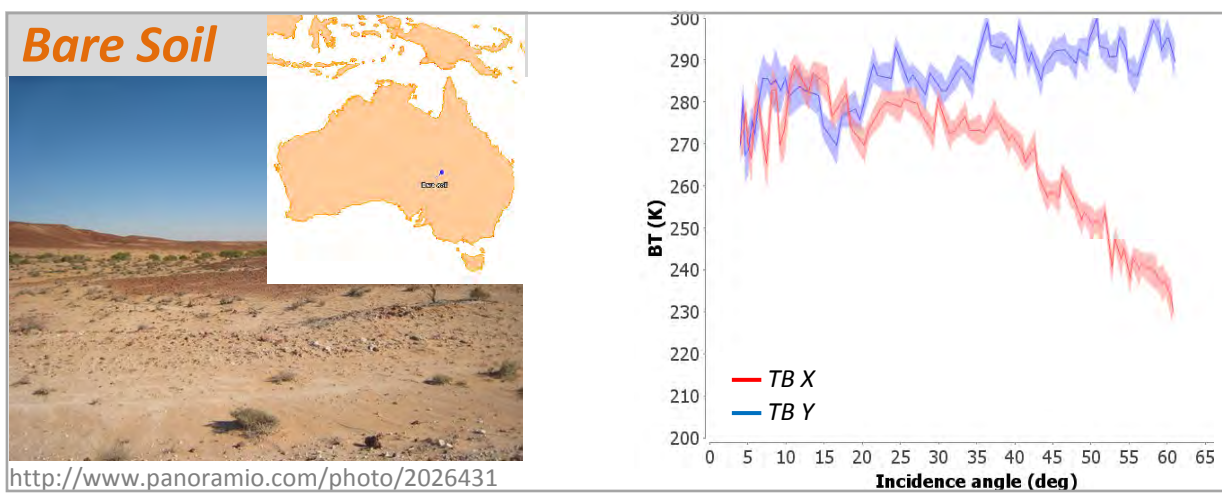 Bare Soil
Bare soil
http://www.panoramio.com/photo/2026431
BT (K)
300
290
280
270
260
250
240
230
220
210
200
TB X
TB Y
0 5 10 15 20 25 30 35 40 45 50 55 60 65
Incidence angle (deg)